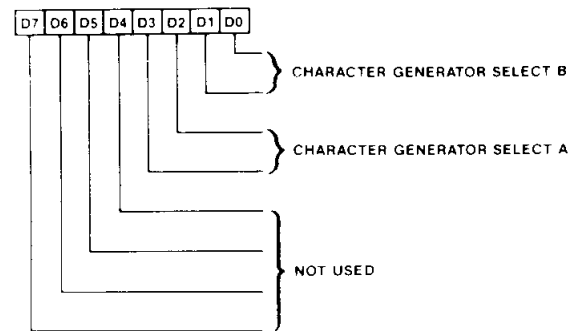 D7 D6 D5 D4 D3 D2 D1 D0
CHARACTER GENERATOR SELECT B
CHARACTER GENERATOR SELECT A
NOT USED